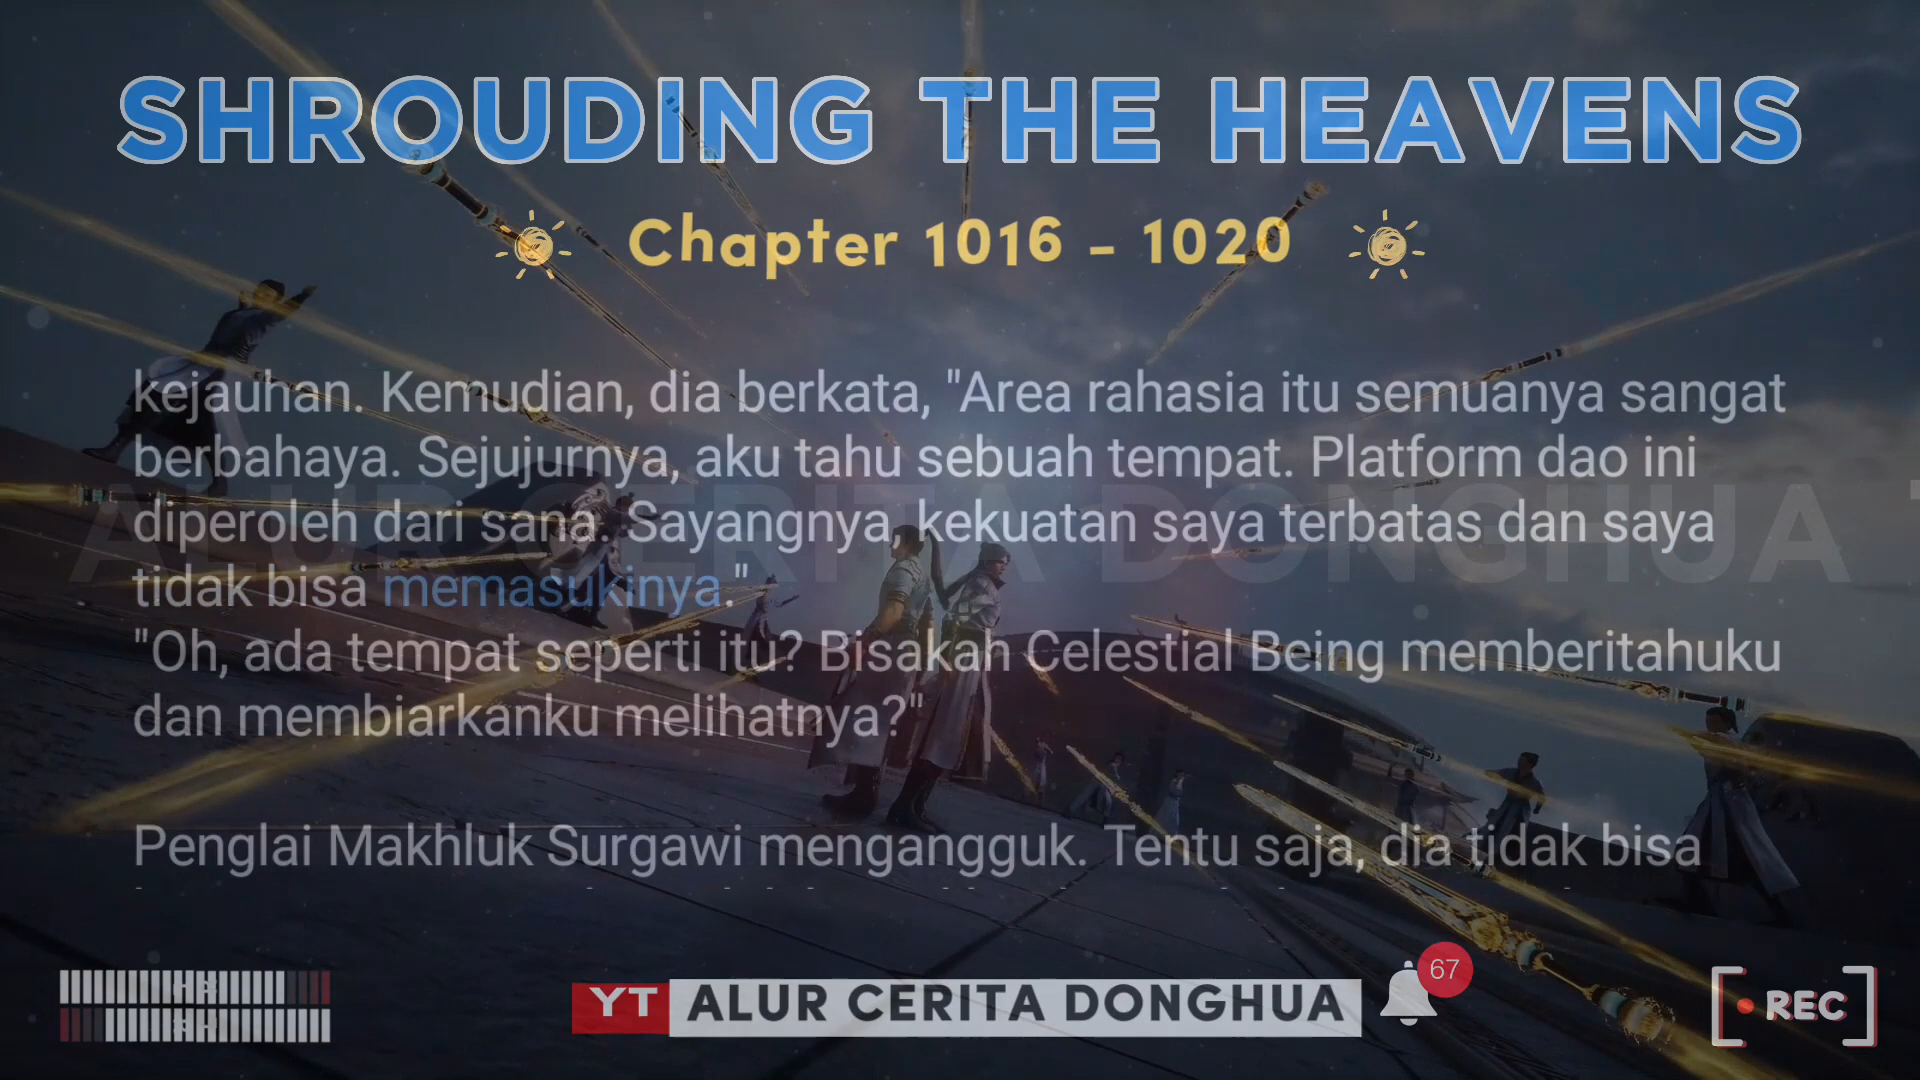 SHROUDING THE HEAVENS
Chapter 1016 - 1020
kejauhan. Kemudian, dia berkata, "Area rahasia itu semuanya sangat
berbahaya. Sejujurnya, aku tahu sebuah tempat. Platform dao ini
diperoleh dari sana. Sayangnya, kekuatan saya terbatas dan saya
tidak bisa memasukinya."
"Oh, ada tempat seperti itu? Bisakah Celestial Being memberitahuku
dan membiarkanku melihatnya?"
Penglai Makhluk Surgawi mengangguk. Tentu saja, dia tidak bisa
ALUR CERITA DONGHUA
YT ALUR CERITA DONGHUA
67
REC